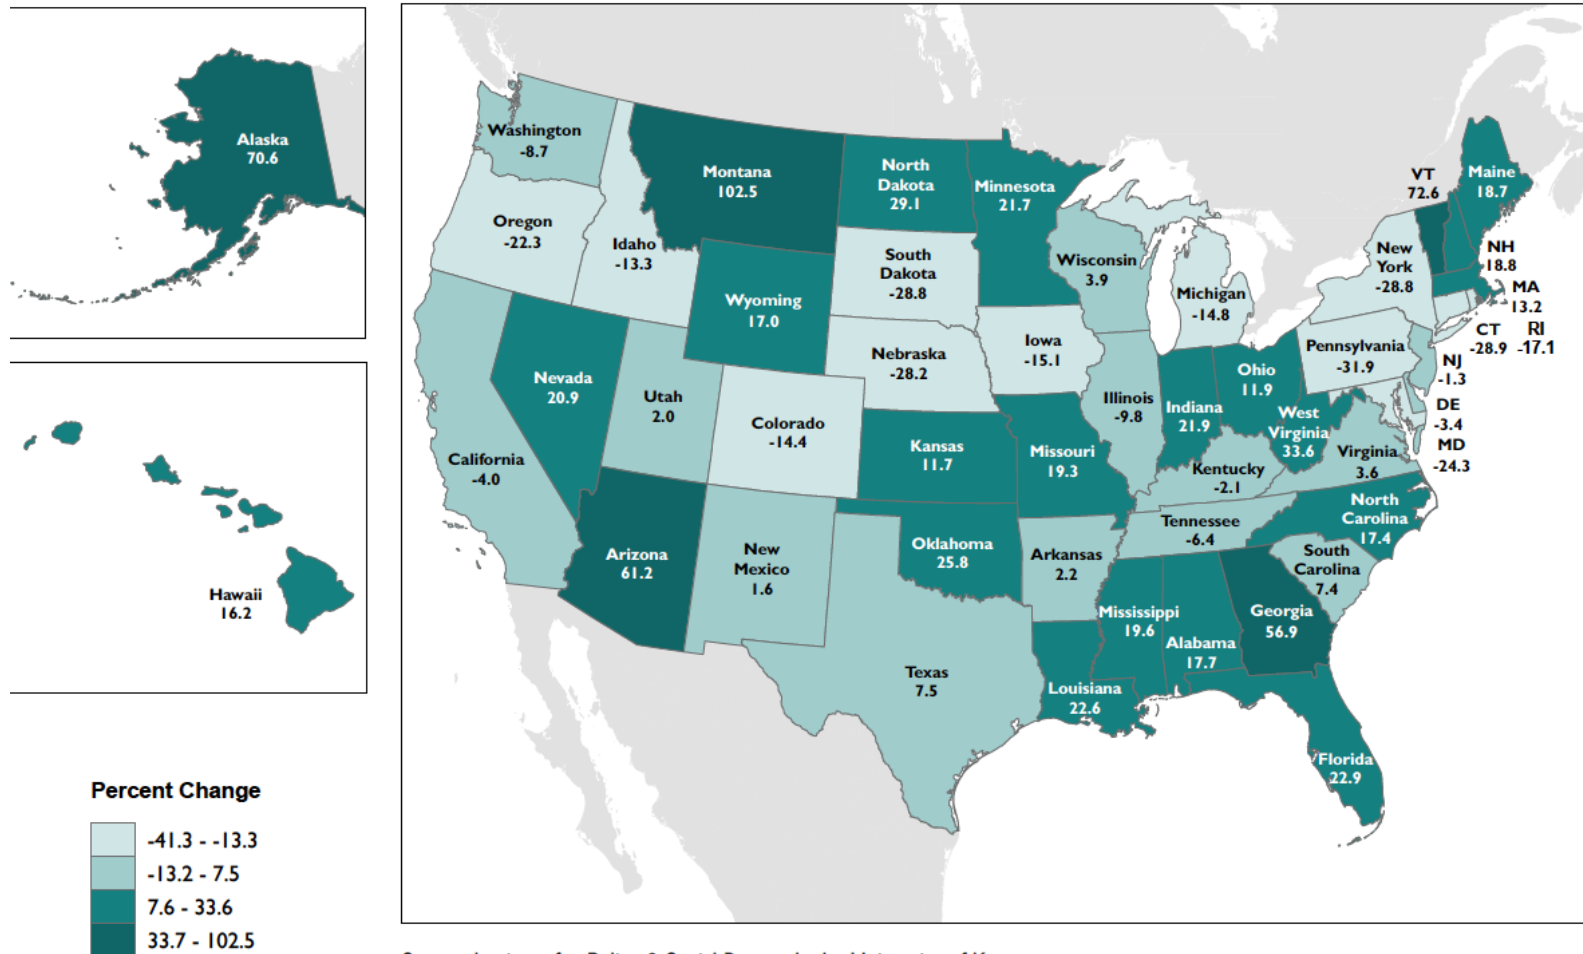 Alaska
70.6
Hawaii
16.2
Washington
-8.7
Oregon
-22.3
Idaho
-13.3
Montana
102.5
North
Dakota
29.1
Minnesota
21.7
South
Dakota
-28.8
Wisconsin
3.9
Michigan
-14.8
Wyoming
17.0
Nebraska
-28.2
Iowa
-15.1
Nevada
20.9
Utah
2.0
Colorado
-14.4
California
-4.0
Kansas
11.7
Missouri
19.3
Illinois
-9.8
Indiana
21.9
Ohio
11.9
West
Virginia
33.6
Kentucky
-2.1
Virginia
3.6
Pennsylvania
-31.9
New
York
-28.8
VT
72.6
Maine
18.7
NH
18.8
MA
13.2
CT
-28.9
RI
-17.1
NJ
-1.3
DE
-3.4
MD
-24.3
Arizona
61.2
New
Mexico
1.6
Oklahoma
25.8
Arkansas
2.2
Tennessee
-6.4
North
Carolina
17.4
South
Carolina
7.4
Mississippi
19.6
Alabama
17.7
Georgia
56.9
Texas
7.5
Louisiana
22.6
Florida
22.9
Percent Change
-41.3 - -13.3
-13.2 - 7.5
7.6 - 33.6
33.7 - 102.5